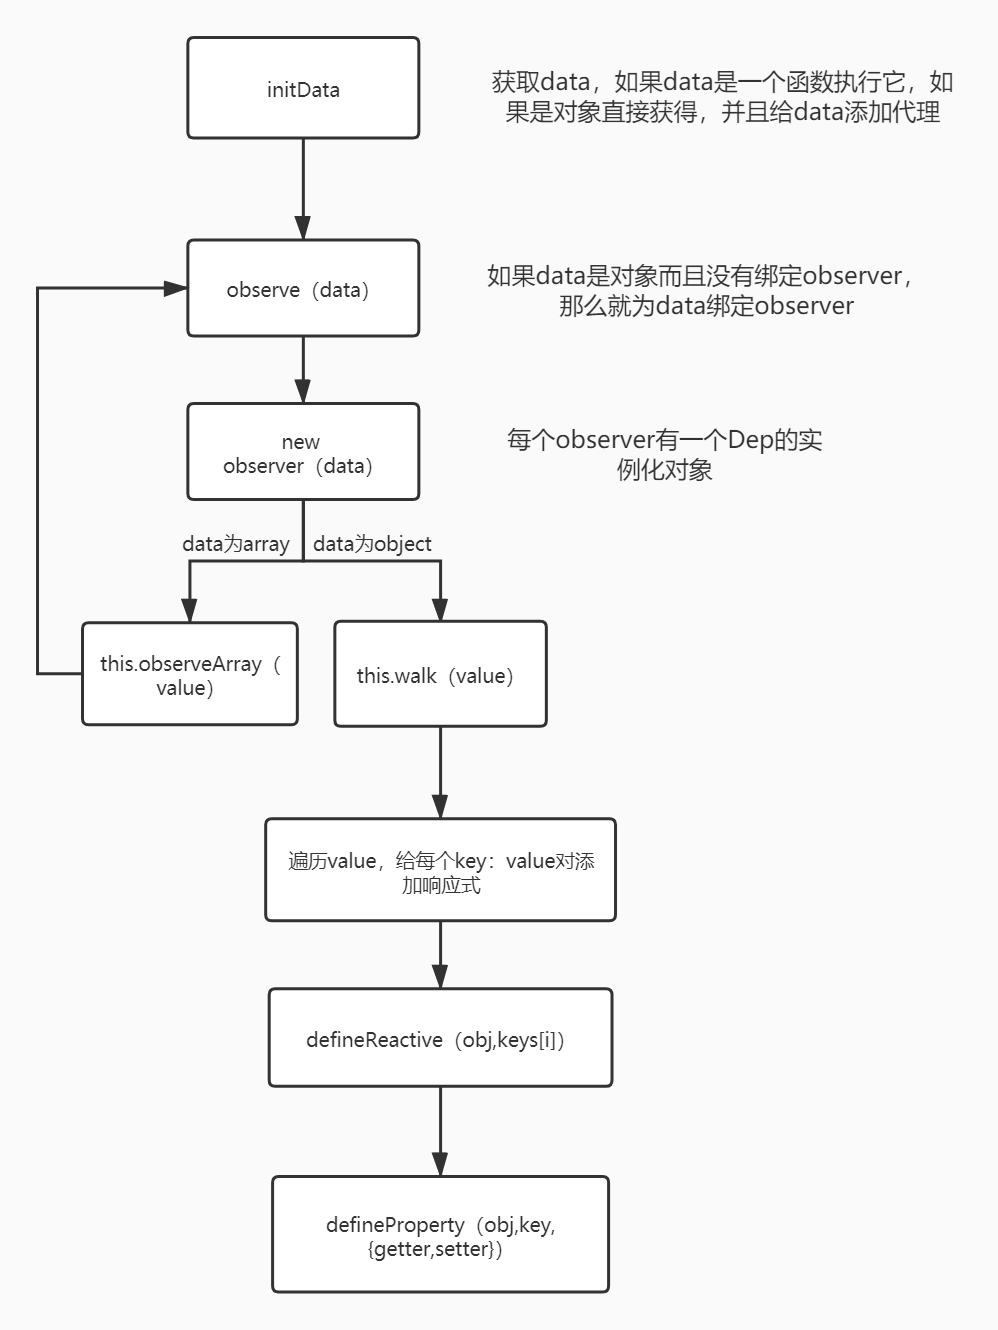 initData
获取data，如果data是一个函数执行它，如
果是对象直接获得，并且给data添加代理
observe（data）
如果data是对象而且没有绑定observer，
那么就为data绑定observer
new
observer（data）
每个observer有一个Dep的实
例化对象
data为array
data为object
this.observeArray（
value）
this.walk（value）
遍历value，给每个key：value对添
加响应式
defineReactive（obj,keys[i]）
defineProperty（obj,key,
{getter,setter}）